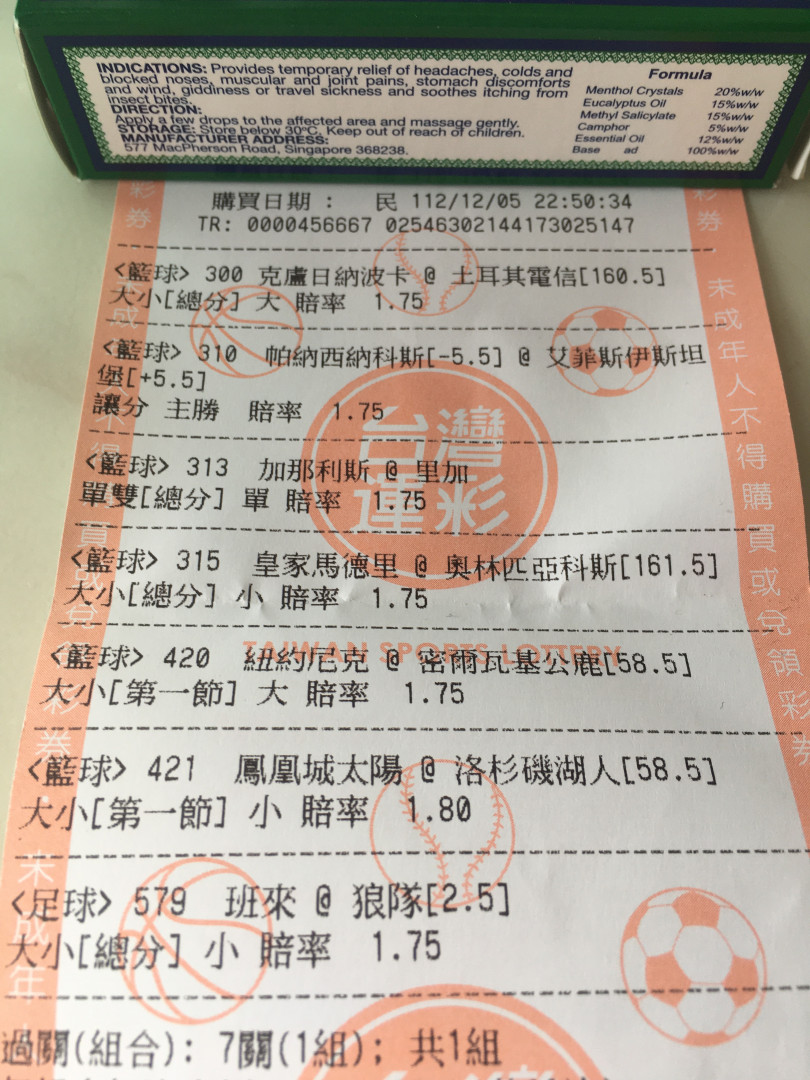 INDICATIONS: Provides temporary relief of headaches, colds and
blocked noses, muscular and joint pains, stomach discomforts
and wind, giddiness or travel sickness and soothes itching from
insect bites.
DIRECTION:
Apply a few drops to the affected area and massage gently.
STORAGE: Store below 30ºC, Keep out of reach of children.
MANUFACTURER ADDRESS:
577 MacPherson Road, Singapore 368238.
Formula
Menthol Crystals 20%w/w
Eucalyptus Oil 15%w/w
Methyl Salicylate 15%w/w
Camphor 5%w/w
Essential Oil 12%w/w
Base ad 100%w/w
購買日期： 民 112/12/05 22:50:34
TR: 0000456667 02546302144173025147
<籃球> 300 克盧日納波卡 @ 土耳其電信[160.5]
大小[總分] 大 賠率 1.75
<籃球> 310 帕納西納科斯[-5.5] @ 艾菲斯伊斯坦
堡[+5.5]
讓分 主勝 賠率 1.75
<籃球> 313 加那利斯 @ 里加
單雙[總分] 單 賠率 1.75
<籃球> 315 皇家馬德里 @ 奧林匹亞科斯[161.5]
大小[總分] 小 賠率 1.75
<籃球> 420 紐約尼克 @ 密爾瓦基公鹿[58.5]
大小[第一節] 大 賠率 1.75
<籃球> 421 鳳凰城太陽 @ 洛杉磯湖人[58.5]
大小[第一節] 小 賠率 1.80
<足球> 579 班來 @ 狼隊[2.5]
大小[總分] 小 賠率 1.75
過關(組合): 7關(1組); 共1組
台灣
運彩
TAIWAN SPORTS LOTTERY
彩券
券 未成年人不得購買或兌領彩券